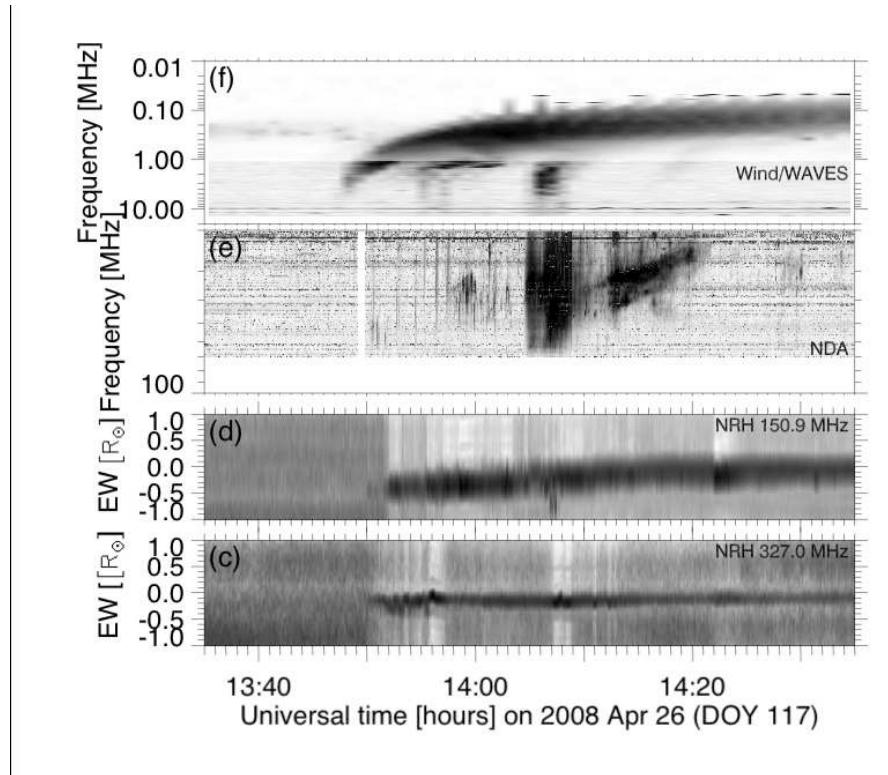 Frequency [MHz]
0.01
0.10
1.00
10.00
(f)
Wind/WAVES
Frequency [MHz]
100
(e)
NDA
EW [R⊙]
1.0
0.5
0.0
-0.5
-1.0
(d)
NRH 150.9 MHz
EW [[R⊙]
1.0
0.5
0.0
-0.5
-1.0
(c)
NRH 327.0 MHz
13:40 14:00 14:20
Universal time [hours] on 2008 Apr 26 (DOY 117)